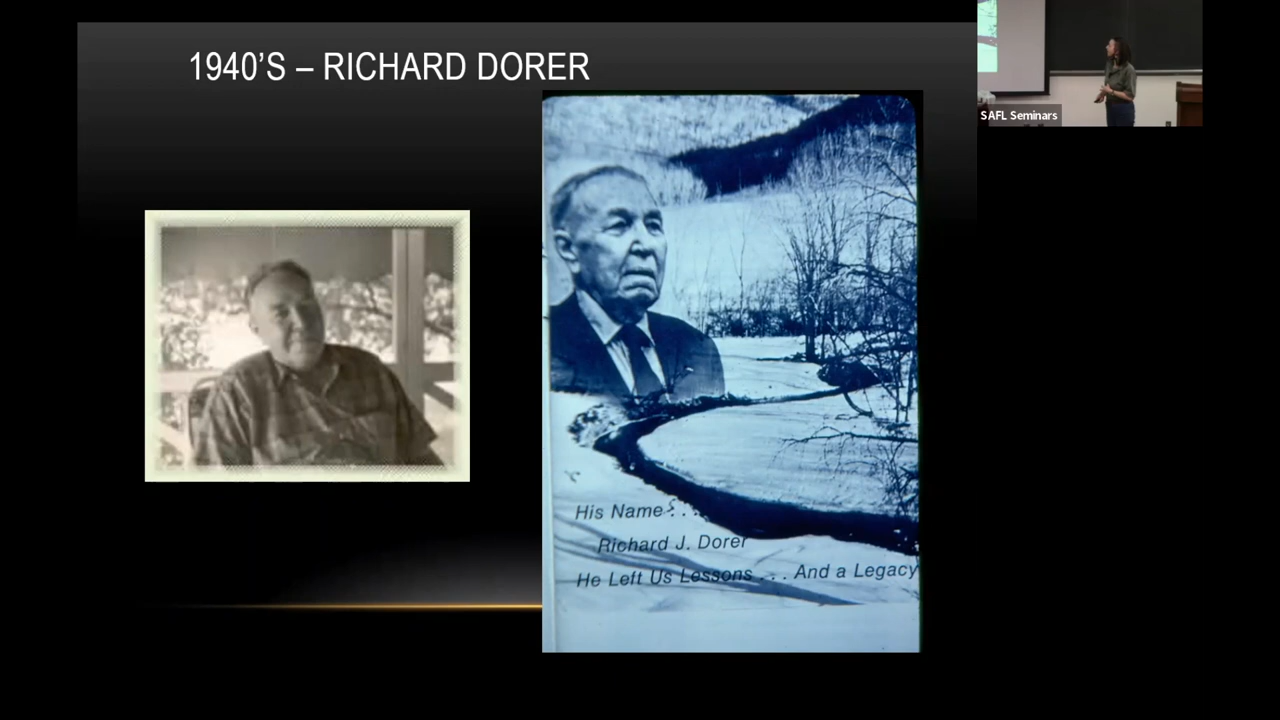 1940'S – RICHARD DORER
SAFL Seminars
His Name . . .
Richard J. Dorer
He Left Us Lessons . . . And a Legacy